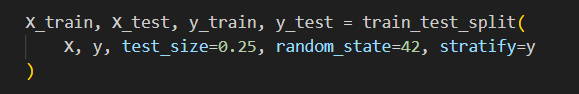 X_train, X_test, y_train, y_test = train_test_split(
    X, y, test_size=0.25, random_state=42, stratify=y
)